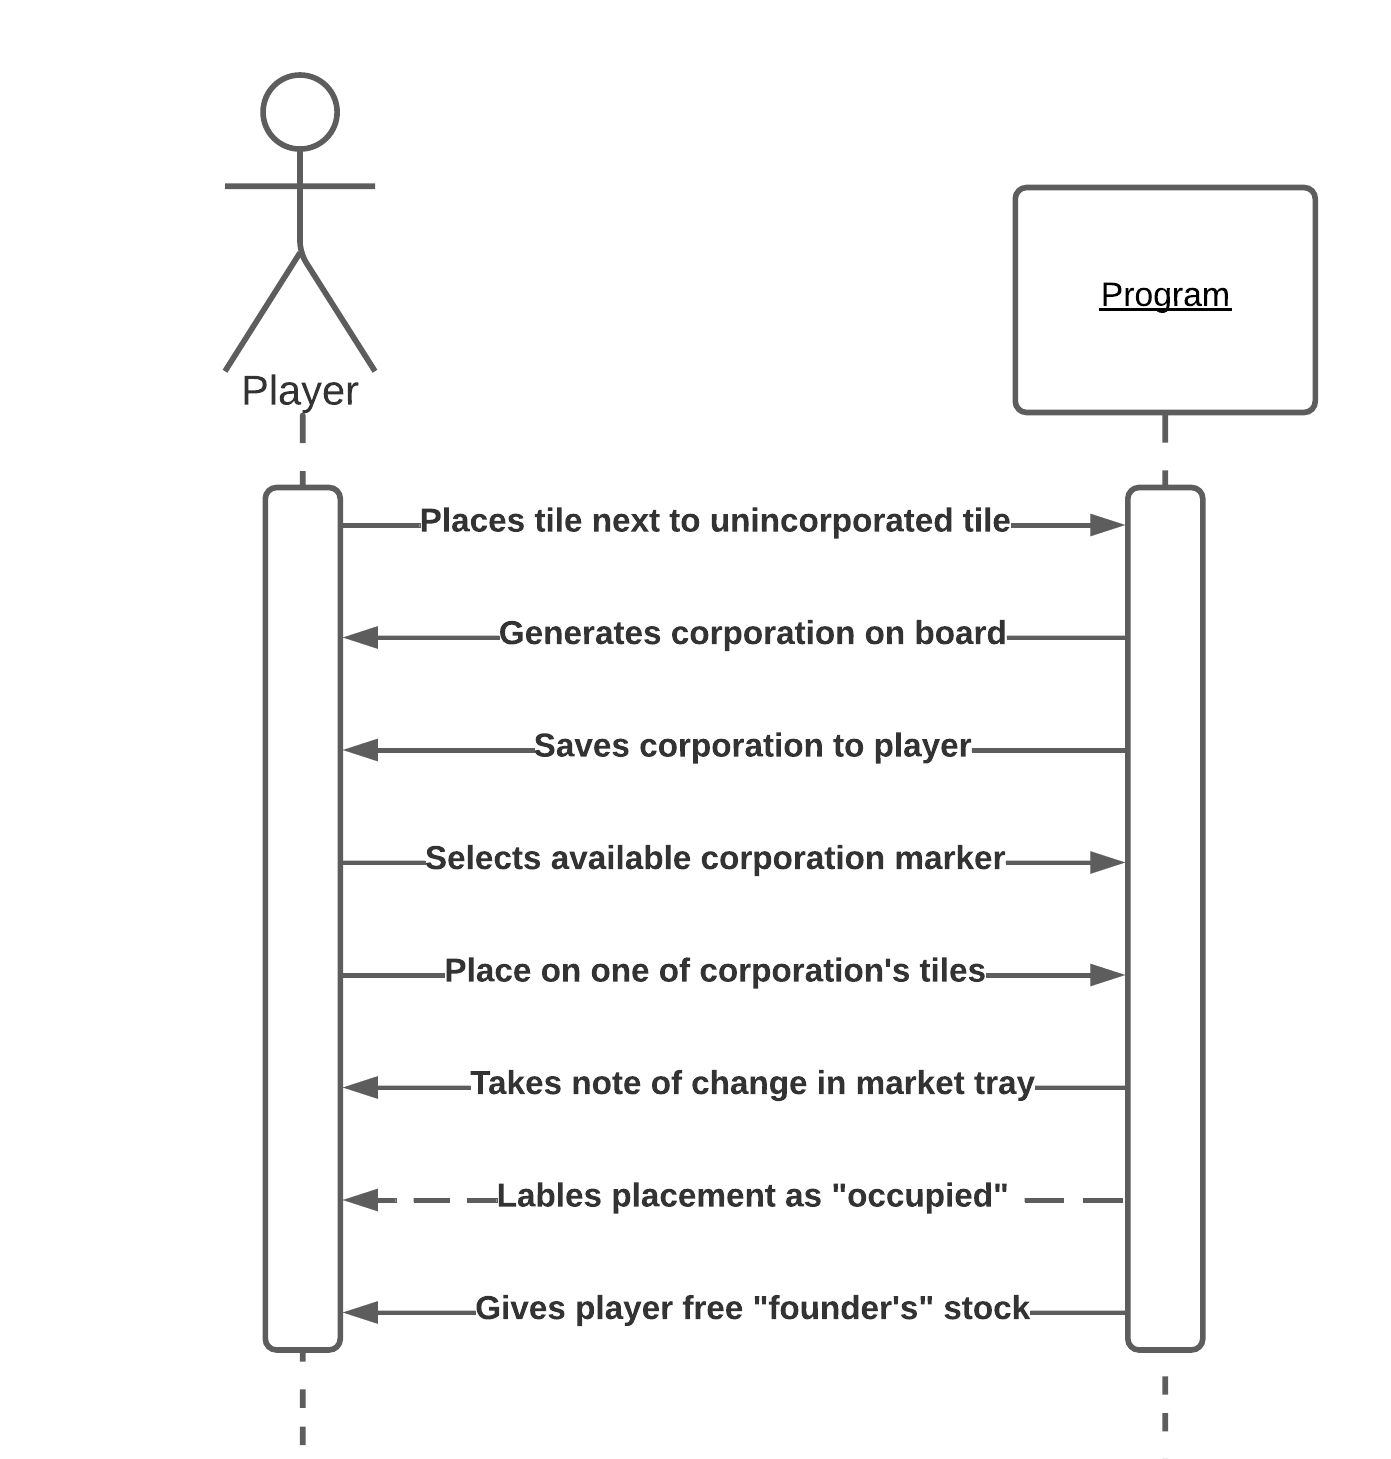 Player
Program
Places tile next to unincorporated tile
Generates corporation on board
Saves corporation to player
Selects available corporation marker
Place on one of corporation's tiles
Takes note of change in market tray
Lables placement as "occupied"
Gives player free "founder's" stock